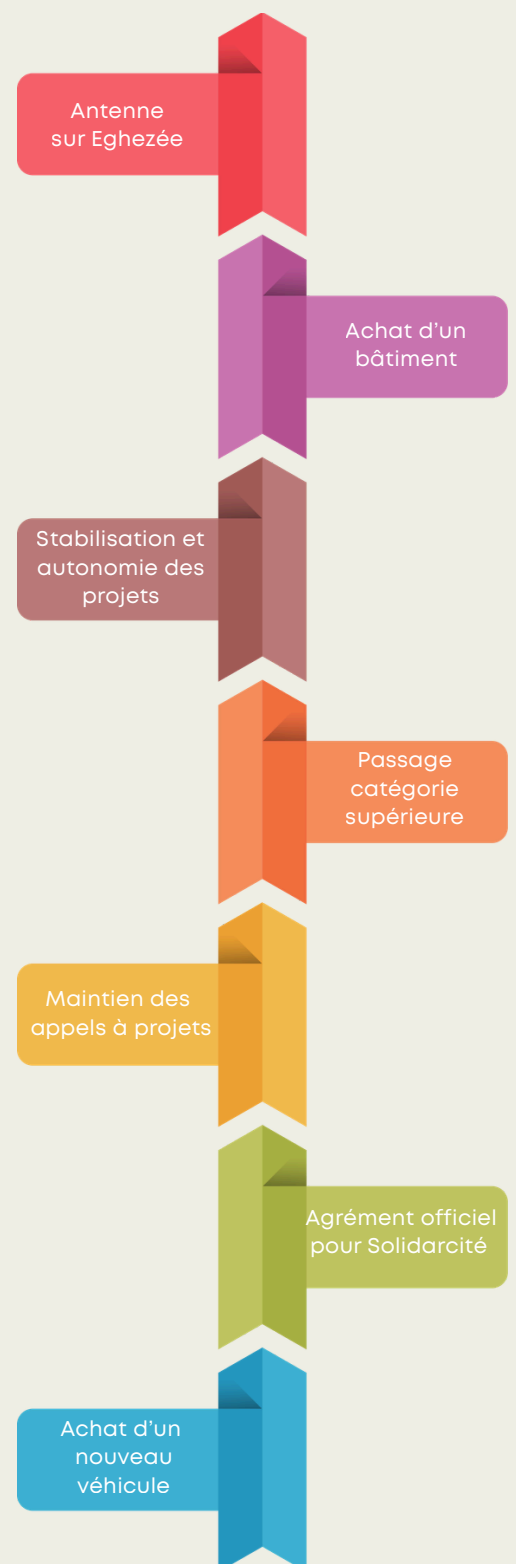 Antenne
sur Eghezée
Achat d'un
bâtiment
Stabilisation et
autonomie des
projets
Passage
catégorie
supérieure
Maintien des
appels à projets
Agrément officiel
pour Solidarcité
Achat d'un
nouveau
véhicule